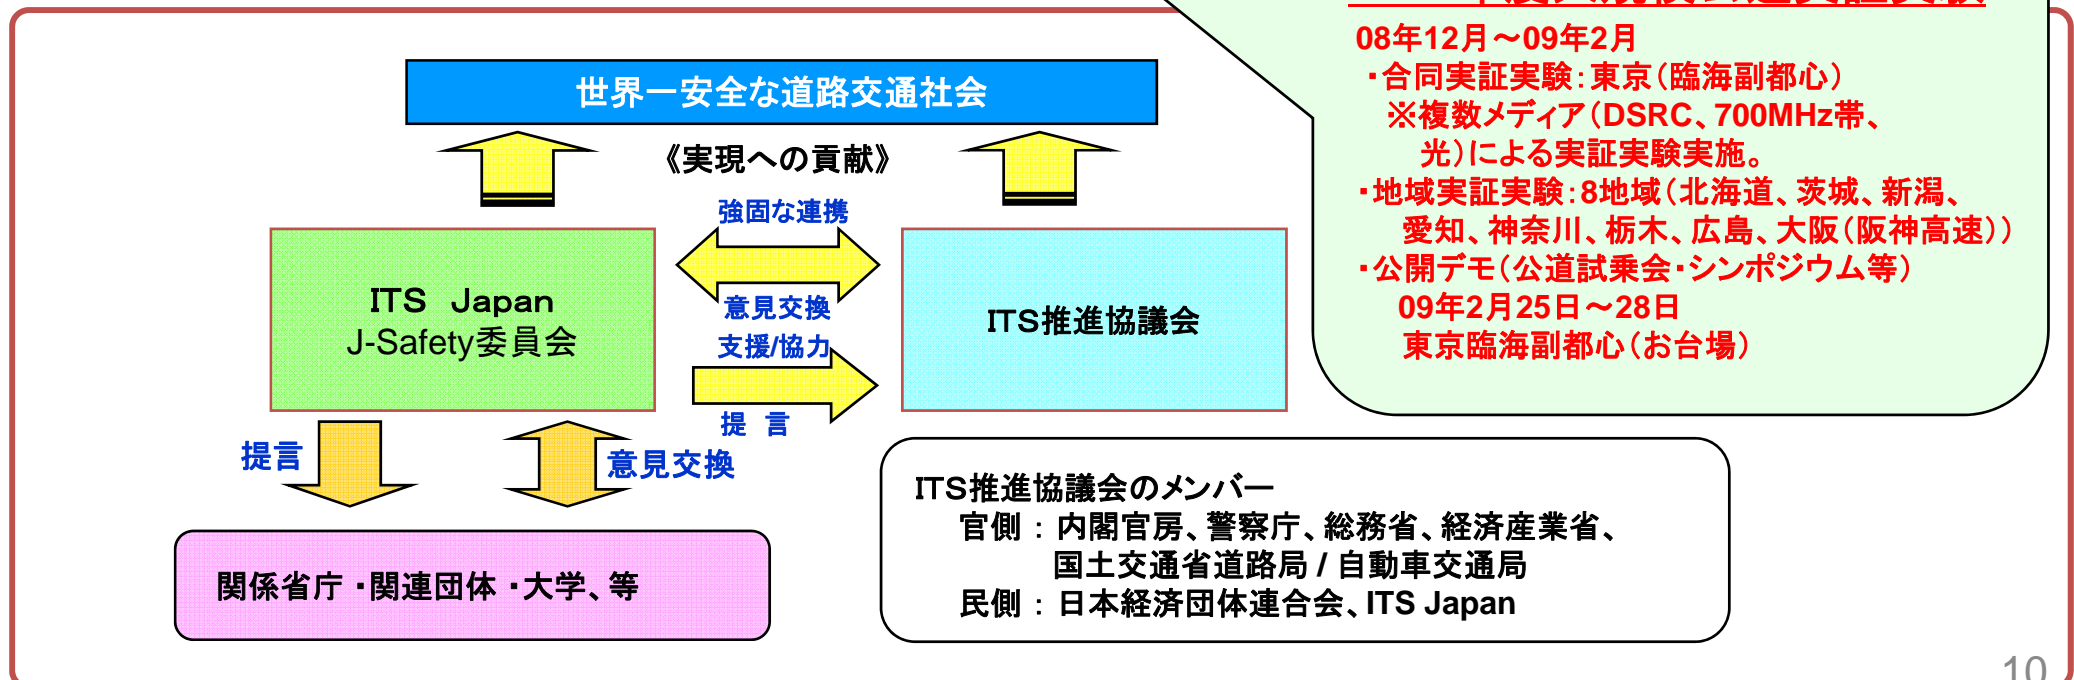 世界一安全な道路交通社会
《実現への貢献》
強固な連携
ITS Japan
J-Safety委員会
意見交換
支援/協力
提 言
ITS推進協議会
提言
意見交換
関係省庁 ・関連団体 ・大学、等
08年12月～09年2月
・合同実証実験：東京（臨海副都心）
※複数メディア（DSRC、700MHz帯、
光）による実証実験実施。
・地域実証実験：8地域（北海道、茨城、新潟、
愛知、神奈川、栃木、広島、大阪（阪神高速））
・公開デモ（公道試乗会・シンポジウム等）
09年2月25日～28日
東京臨海副都心（お台場）
ITS推進協議会のメンバー
官側 ： 内閣官房、警察庁、総務省、経済産業省、
国土交通省道路局 / 自動車交通局
民側 ： 日本経済団体連合会、ITS Japan
10